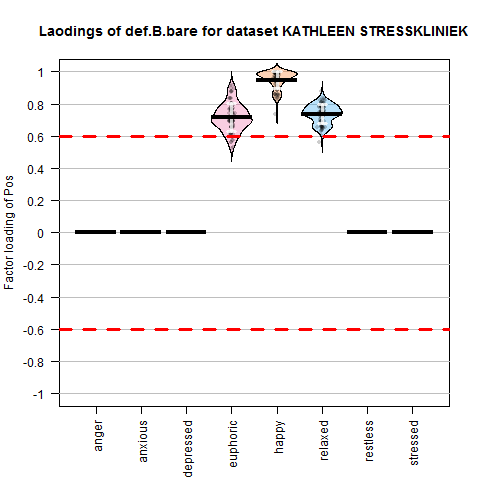 Laodings of def.B.bare for dataset KATHLEEN STRESSKLINIEK
Factor loading of Pos
1
0.8
0.6
0.4
0.2
0
-0.2
-0.4
-0.6
-0.8
-1
anger
anxious
depressed
euphoric
happy
relaxed
restless
stressed